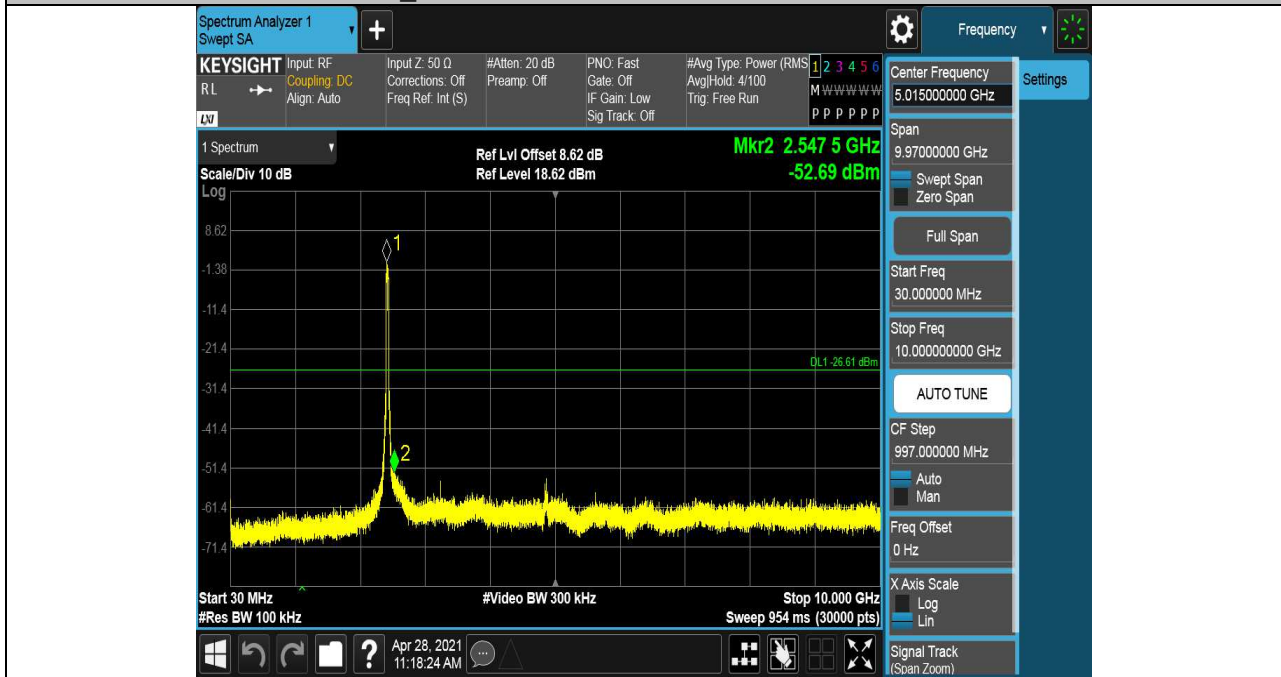 Spectrum Analyzer 1
Swept SA
+
Frequency
KEYSIGHT
RL
LXI
Input: RF
Coupling: DC
Align: Auto
Input Z: 50 Ω
Corrections: Off
Freq Ref: Int (S)
#Atten: 20 dB
Preamp: Off
PNO: Fast
Gate: Off
IF Gain: Low
Sig Track: Off
#Avg Type: Power (RMS
Avg|Hold: 4/100
Trig: Free Run
1 2 3 4 5 6
M W W W W W
P P P P P P
1 Spectrum
Scale/Div 10 dB
Log
Ref Lvl Offset 8.62 dB
Ref Level 18.62 dBm
Mkr2 2.547 5 GHz
-52.69 dBm
8.62
-1.38
-11.4
-21.4
-31.4
-41.4
-51.4
-61.4
-71.4
1
2
DL1 -26.61 dBm
Start 30 MHz
#Res BW 100 kHz
#Video BW 300 kHz
Stop 10.000 GHz
Sweep 954 ms (30000 pts)
Center Frequency
5.015000000 GHz
Settings
Span
9.97000000 GHz
Swept Span
Zero Span
Full Span
Start Freq
30.000000 MHz
Stop Freq
10.000000000 GHz
AUTO TUNE
CF Step
997.000000 MHz
Auto
Man
Freq Offset
0 Hz
X Axis Scale
Log
Lin
Signal Track
(Span Zoom)
?
Apr 28, 2021
11:18:24 AM